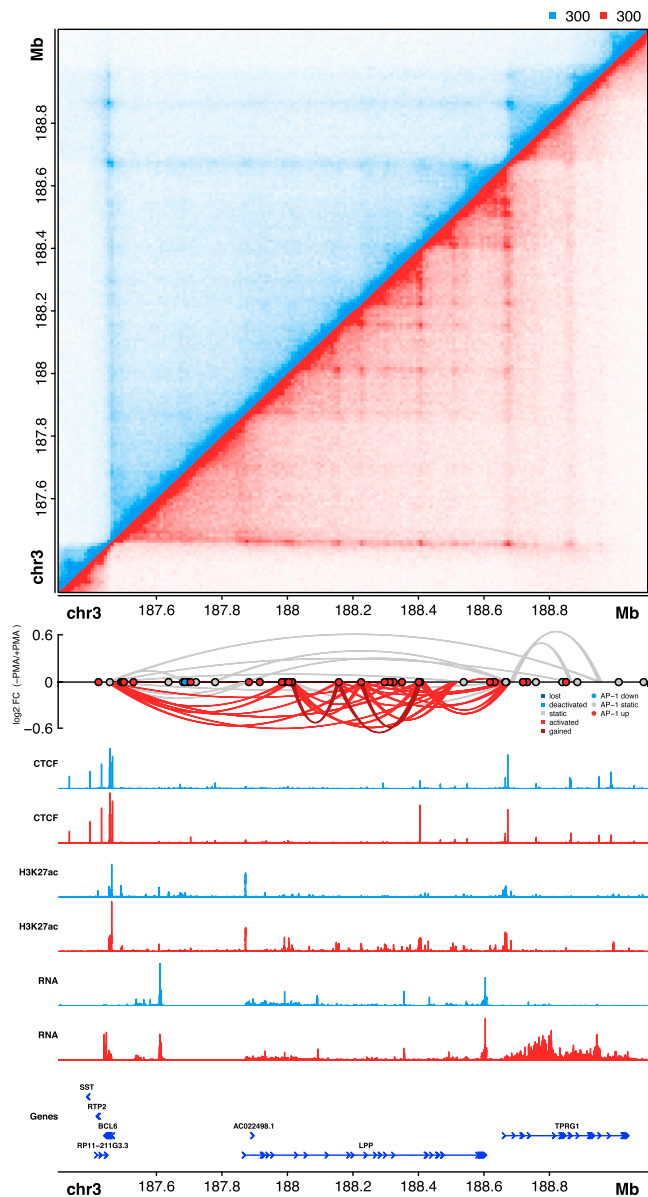 300 300
Mb
188.8
188.6
188.4
188.2
188
187.8
187.6
chr3
chr3 187.6 187.8 188 188.2 188.4 188.6 188.8 Mb
log2 FC (−PMA/+PMA)
0.6
0
−0.6
lost
deactivated
static
activated
gained
AP−1 down
AP−1 static
AP−1 up
CTCF
CTCF
H3K27ac
H3K27ac
RNA
RNA
Genes
SST
RTP2
BCL6 AC022498.1 TPRG1
RP11−211G3.3 LPP
chr3 187.6 187.8 188 188.2 188.4 188.6 188.8 Mb